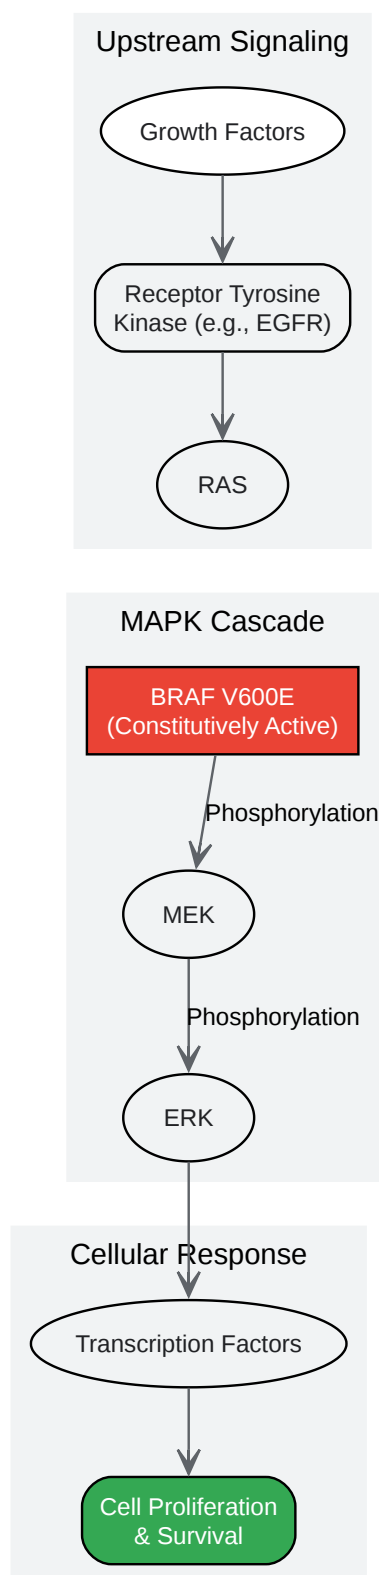 Upstream Signaling
Growth Factors
Receptor Tyrosine
Kinase (e.g., EGFR)
RAS
MAPK Cascade
BRAF V600E
(Constitutively Active)
Phosphorylation
MEK
Phosphorylation
ERK
Cellular Response
Transcription Factors
Cell Proliferation
& Survival